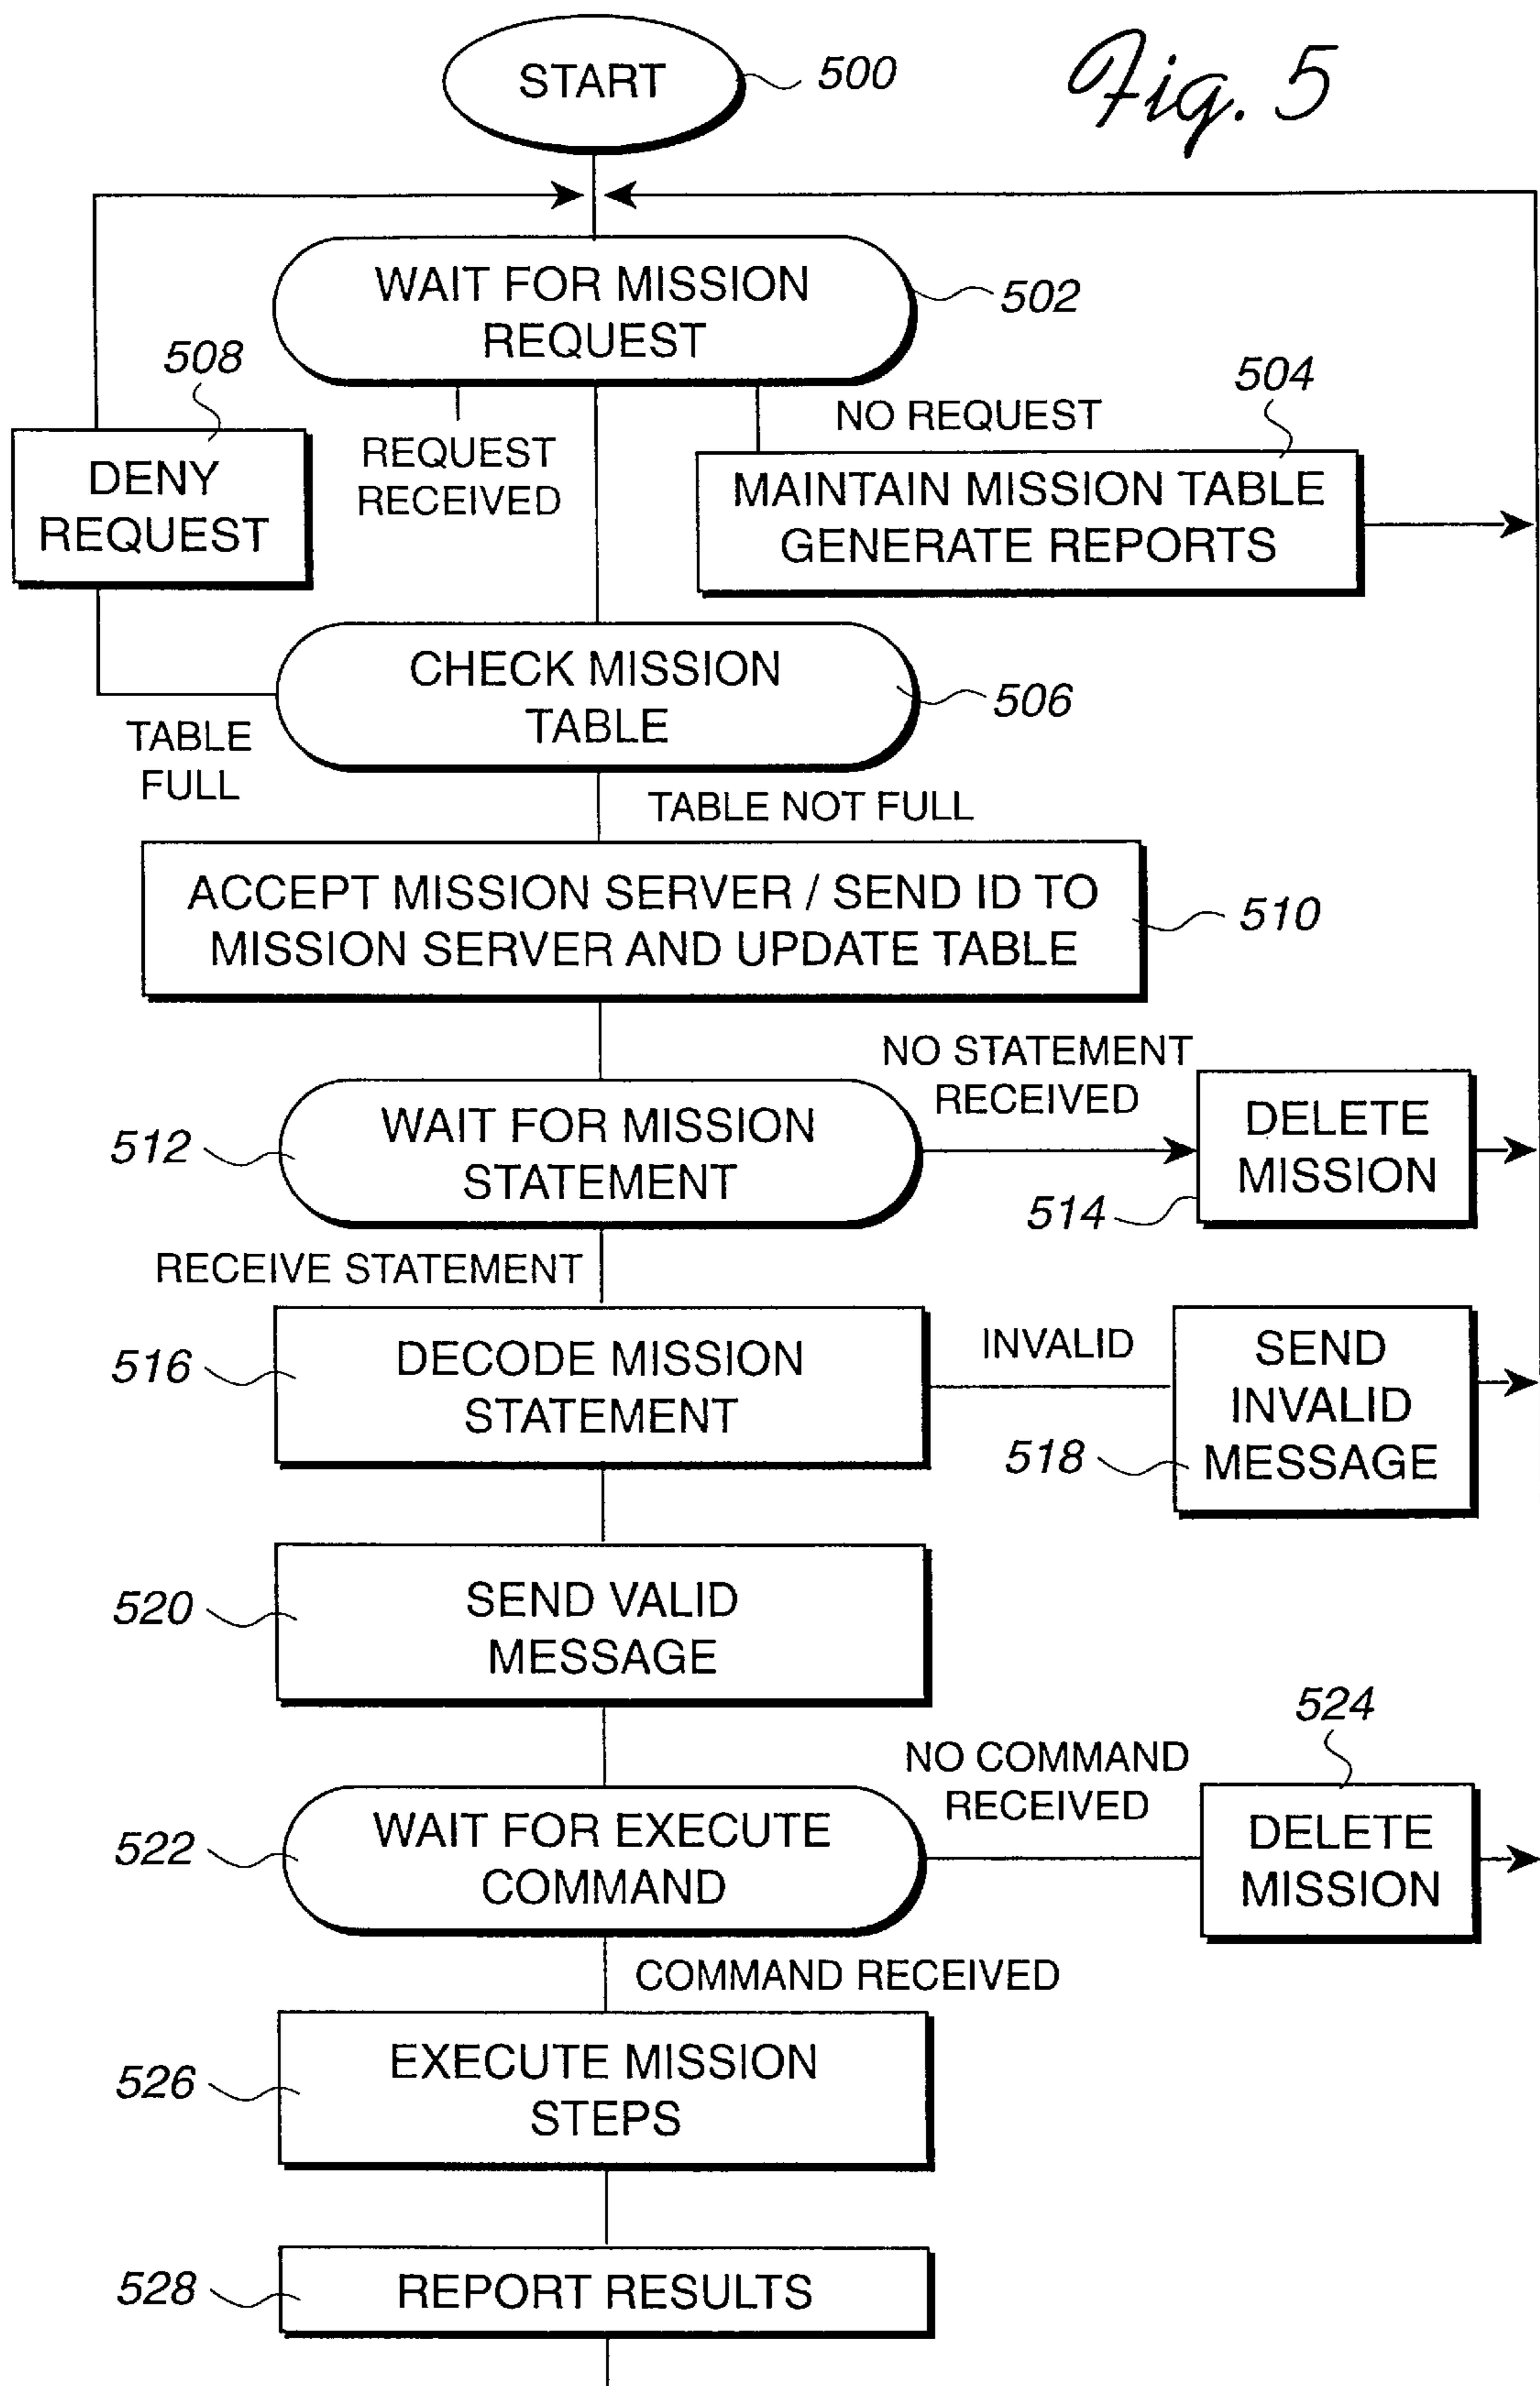 START
500
Fig. 5
WAIT FOR MISSION
REQUEST
502
508
504
NO REQUEST
REQUEST
RECEIVED
DENY
REQUEST
MAINTAIN MISSION TABLE
GENERATE REPORTS
CHECK MISSION
TABLE
506
TABLE
FULL
TABLE NOT FULL
ACCEPT MISSION SERVER / SEND ID TO
MISSION SERVER AND UPDATE TABLE
510
NO STATEMENT
RECEIVED
512
WAIT FOR MISSION
STATEMENT
DELETE
MISSION
514
RECEIVE STATEMENT
516
DECODE MISSION
STATEMENT
INVALID
SEND
INVALID
MESSAGE
518
520
SEND VALID
MESSAGE
524
NO COMMAND
RECEIVED
522
WAIT FOR EXECUTE
COMMAND
DELETE
MISSION
COMMAND RECEIVED
526
EXECUTE MISSION
STEPS
528
REPORT RESULTS